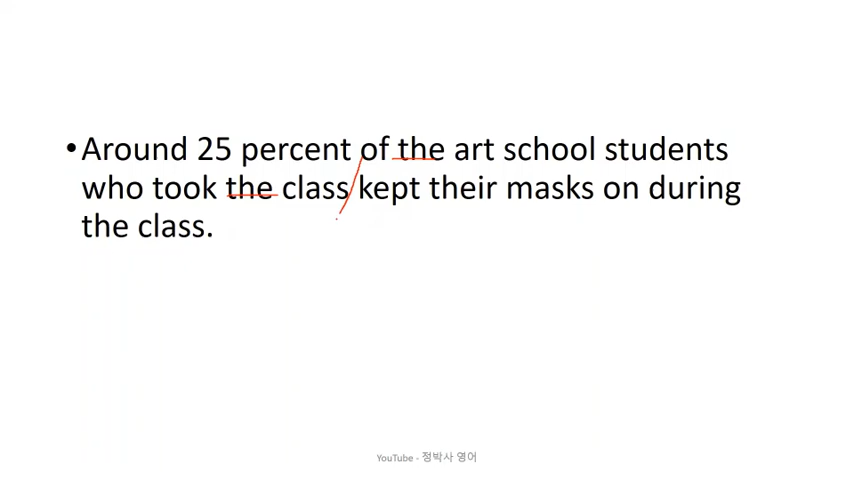 •Around 25 percent of the art school students
who took the class kept their masks on during
the class.
YouTube - 정박사 영어